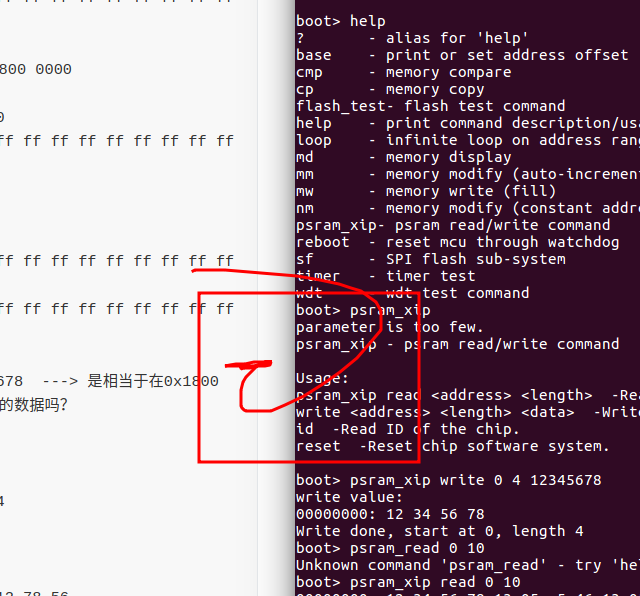 800 0000
0
ff ff ff ff ff ff ff ff ff
ff ff ff ff ff ff ff ff ff
ff ff ff ff ff ff ff ff ff
678 ---> 是相当于在0x1800
的数据吗?
4
12 78 56
boot> help
? - alias for 'help'
base - print or set address offset
cmp - memory compare
cp - memory copy
flash_test- flash test command
help - print command description/usa
loop - infinite loop on address ran
md - memory display
mm - memory modify (auto-incremen
mw - memory write (fill)
nm - memory modify (constant addr
psram_xip- psram read/write command
reboot - reset mcu through watchdog
sf - SPI flash sub-system
timer - timer test
wdt - wdt test command
boot> psram_xip
parameter is too few.
psram_xip - psram read/write command
Usage:
psram_xip read <address> <length> -Rea
write <address> <length> <data> -Writ
id -Read ID of the chip.
reset -Reset chip software system.
boot> psram_xip write 0 4 12345678
write value:
00000000: 12 34 56 78
Write done, start at 0, length 4
boot> psram_read 0 10
Unknown command 'psram_read' - try 'hel
boot> psram_xip read 0 10